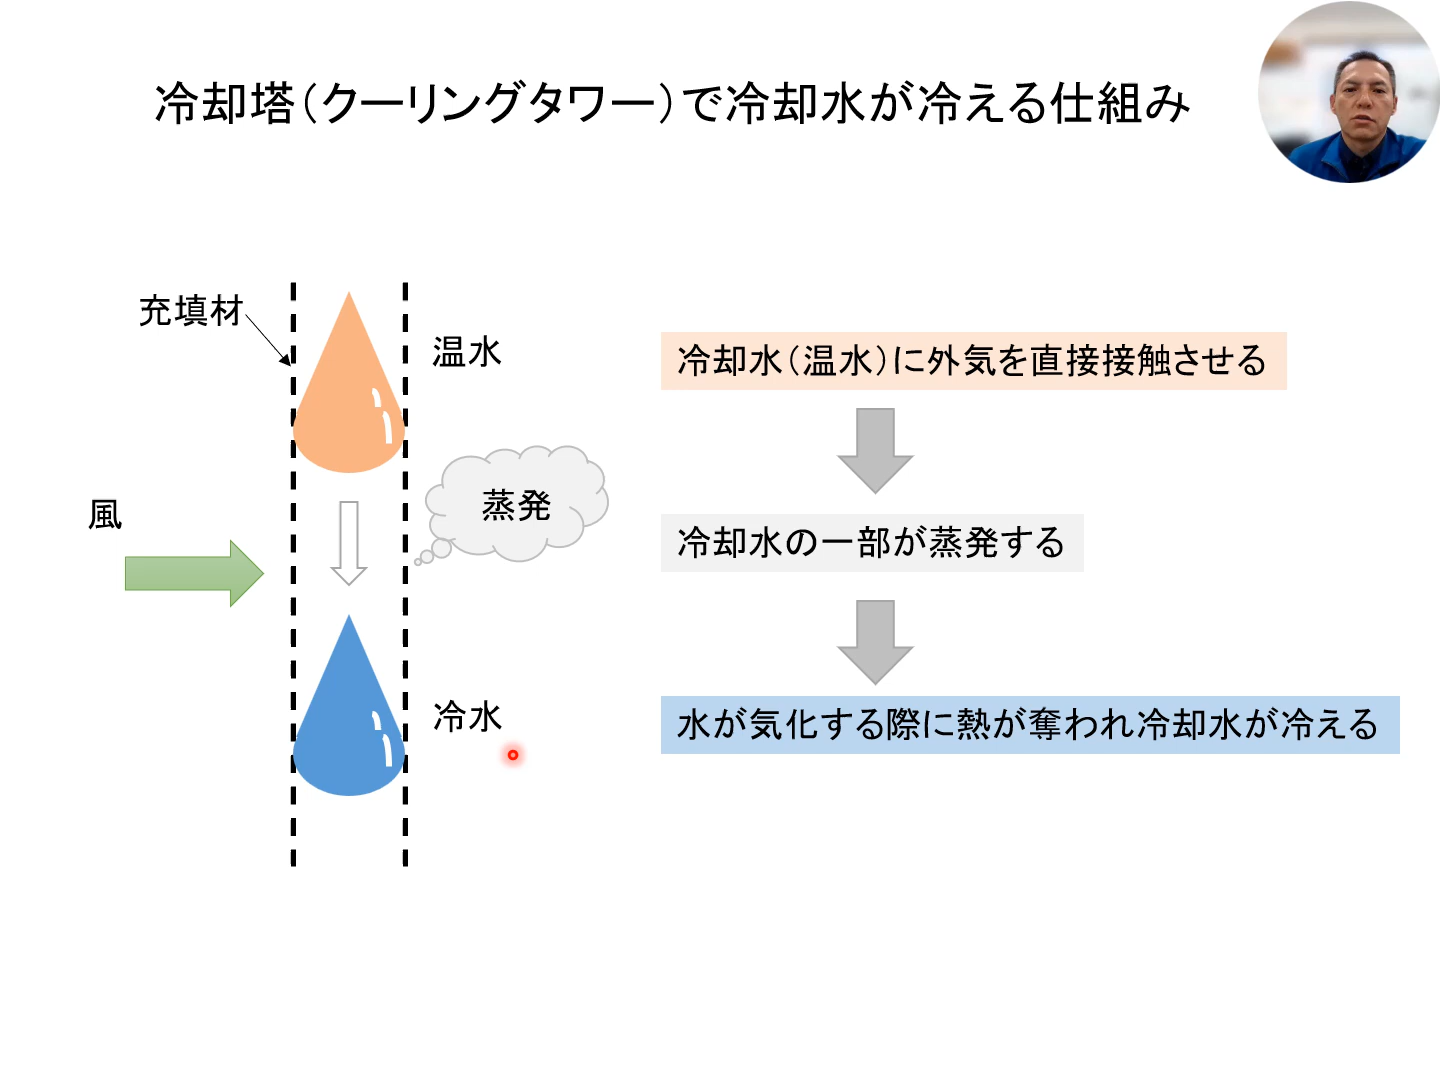 冷却塔（クーリングタワー）で冷却水が冷える仕組み
充填材
温水
蒸発
風
冷水
冷却水（温水）に外気を直接接触させる
冷却水の一部が蒸発する
水が気化する際に熱が奪われ冷却水が冷える